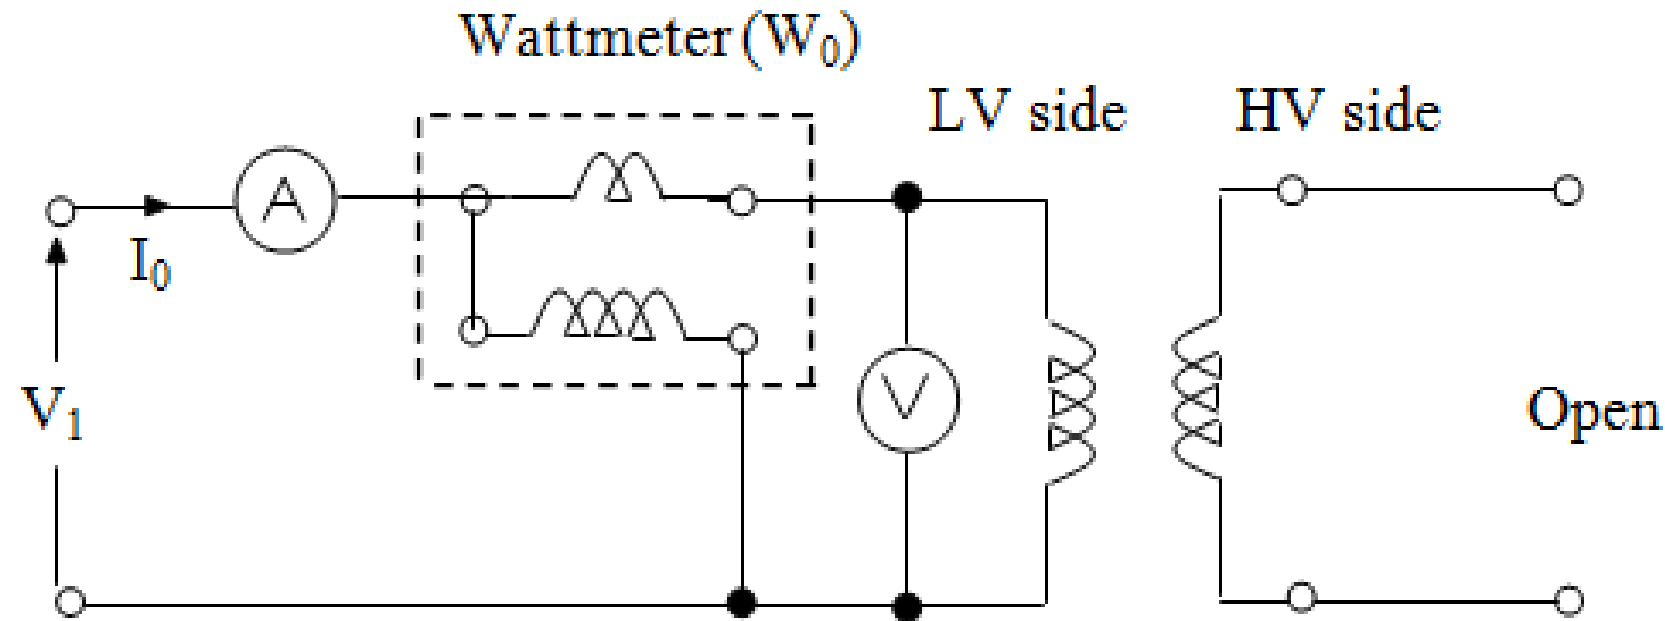 Wattmeter (W₀)
LV side
HV side
A
I₀
V
V₁
Open